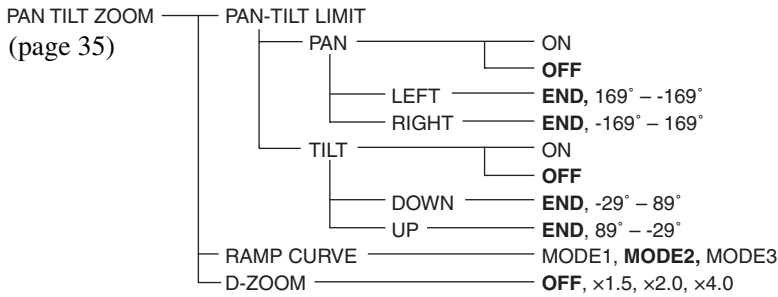 PAN TILT ZOOM PAN-TILT LIMIT
(page 35) PAN ON
OFF
LEFT END, 169˚ – -169˚
RIGHT END, -169˚ – 169˚
TILT ON
OFF
DOWN END, -29˚ – 89˚
UP END, 89˚ – -29˚
RAMP CURVE MODE1, MODE2, MODE3
D-ZOOM OFF, ×1.5, ×2.0, ×4.0